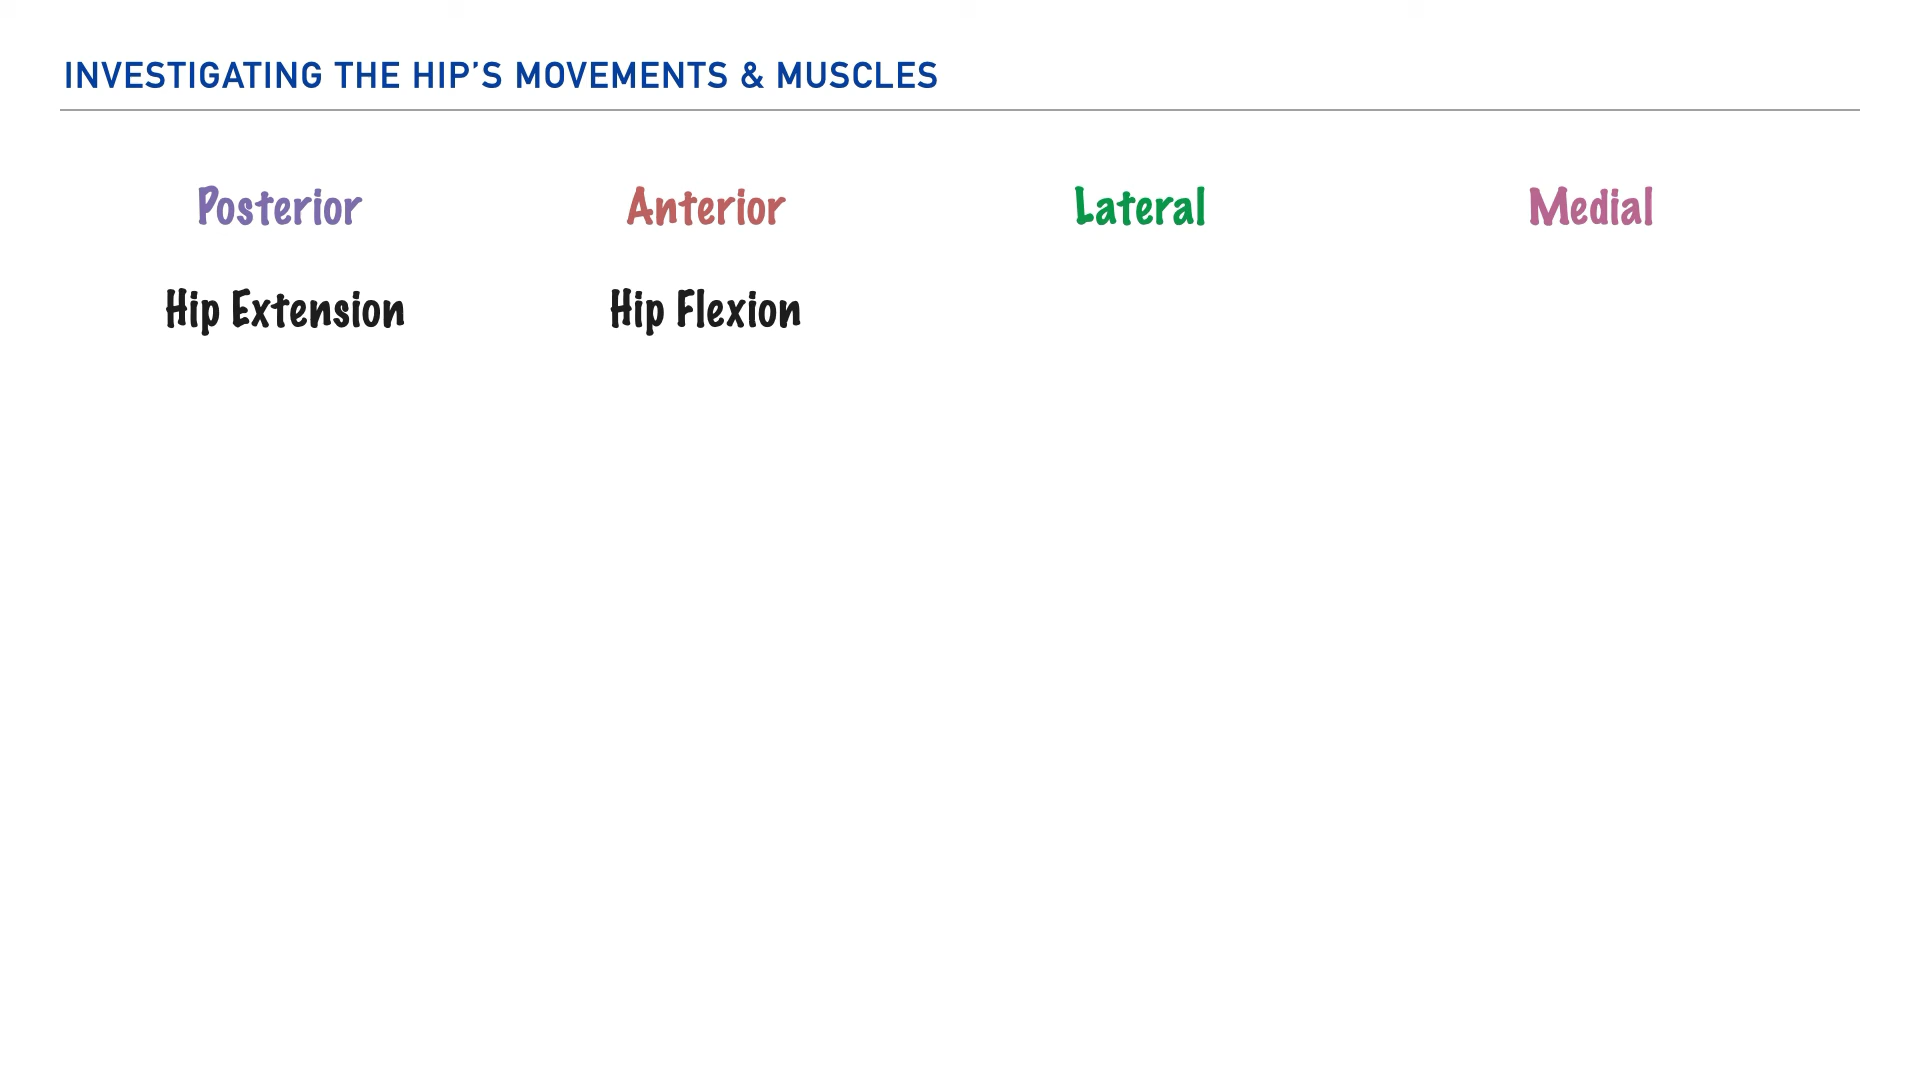 INVESTIGATING THE HIP’S MOVEMENTS & MUSCLES
Posterior Anterior Lateral Medial
Hip Extension Hip Flexion